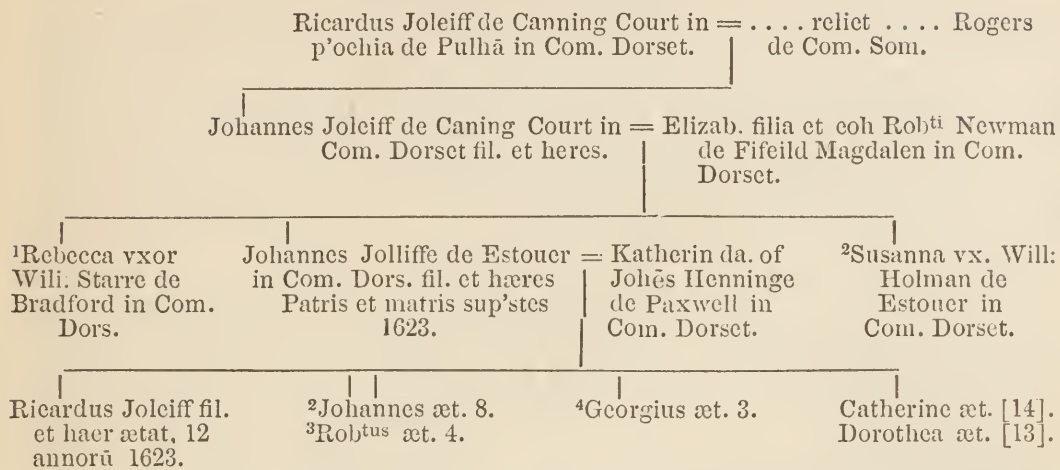 Ricardus Joleiff de Canning Court in = . . . . relict . . . . Rogers
p'ochia de Pulhā in Com. Dorset. de Com. Som.
Johannes Joleiff de Caning Court in = Elizab. filia et coh Robti Newman
Com. Dorset fil. et heres. de Fifeild Magdalen in Com.
Dorset.
1Rebecca vxor
Wili: Starre de
Bradford in Com.
Dors.
Johannes Jolliffe de Estouer = Katherin da. of
in Com. Dors. fil. et hæres Johēs Henninge
Patris et matris sup'stes de Paxwell in
1623. Com. Dorset.
2Susanna vx. Will:
Holman de
Estouer in
Com. Dorset.
Ricardus Joleiff fil.
et haer ætat, 12
annorū 1623.
2Johannes æt. 8.
3Robtus æt. 4.
4Georgius æt. 3.
Catherine æt. [14].
Dorothea æt. [13].